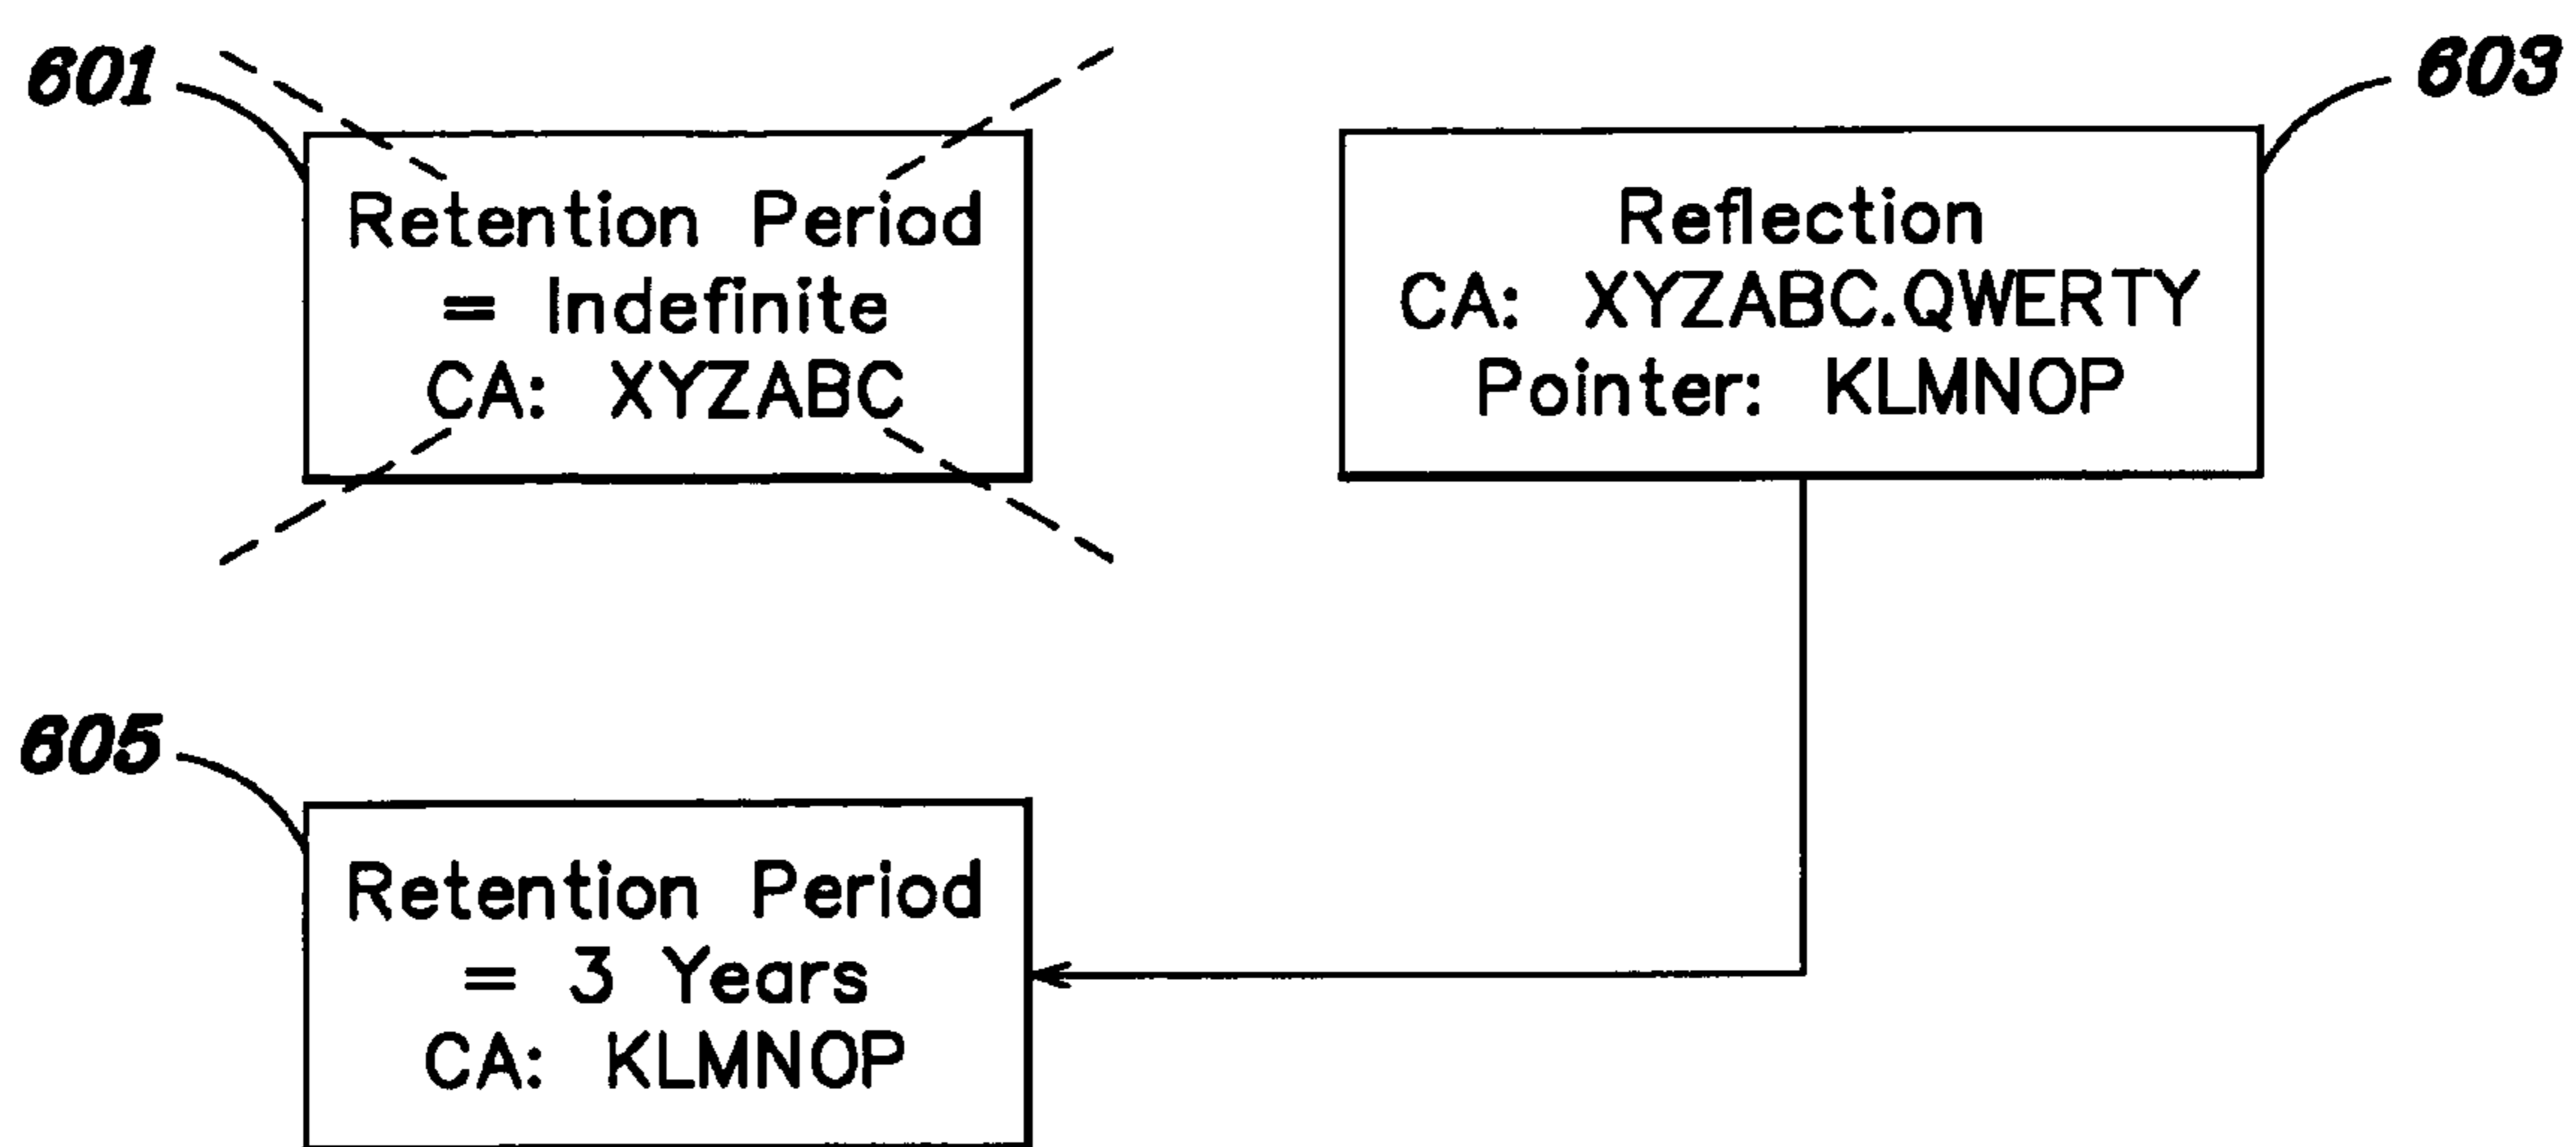 601
Retention Period
= Indefinite
CA: XYZABC
603
Reflection
CA: XYZABC.QWERTY
Pointer: KLMNOP
605
Retention Period
= 3 Years
CA: KLMNOP